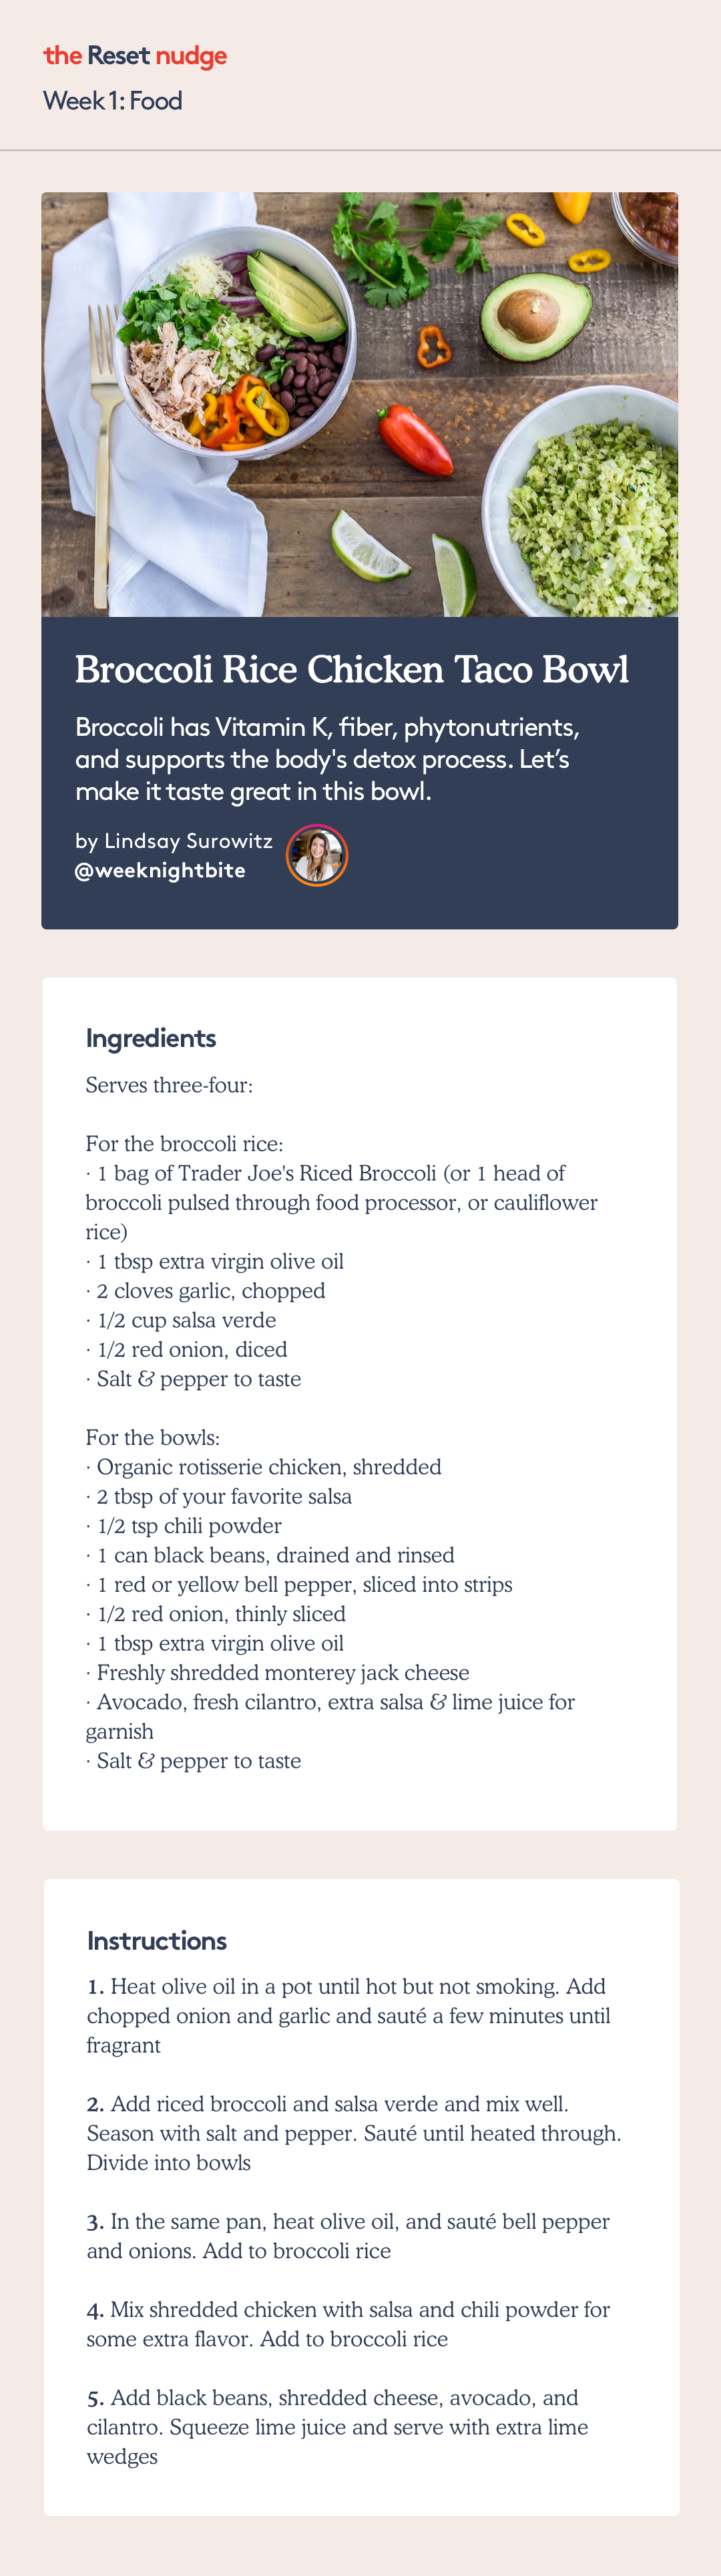 the Reset nudge
Week 1: Food
Broccoli Rice Chicken Taco Bowl
Broccoli has Vitamin K, fiber, phytonutrients,
and supports the body's detox process. Let’s
make it taste great in this bowl.
by Lindsay Surowitz
@weeknightbite
Ingredients
Serves three-four:
For the broccoli rice:
· 1 bag of Trader Joe's Riced Broccoli (or 1 head of
broccoli pulsed through food processor, or cauliflower
rice)
· 1 tbsp extra virgin olive oil
· 2 cloves garlic, chopped
· 1/2 cup salsa verde
· 1/2 red onion, diced
· Salt & pepper to taste
For the bowls:
· Organic rotisserie chicken, shredded
· 2 tbsp of your favorite salsa
· 1/2 tsp chili powder
· 1 can black beans, drained and rinsed
· 1 red or yellow bell pepper, sliced into strips
· 1/2 red onion, thinly sliced
· 1 tbsp extra virgin olive oil
· Freshly shredded monterey jack cheese
· Avocado, fresh cilantro, extra salsa & lime juice for
garnish
· Salt & pepper to taste
Instructions
1. Heat olive oil in a pot until hot but not smoking. Add
chopped onion and garlic and sauté a few minutes until
fragrant
2. Add riced broccoli and salsa verde and mix well.
Season with salt and pepper. Sauté until heated through.
Divide into bowls
3. In the same pan, heat olive oil, and sauté bell pepper
and onions. Add to broccoli rice
4. Mix shredded chicken with salsa and chili powder for
some extra flavor. Add to broccoli rice
5. Add black beans, shredded cheese, avocado, and
cilantro. Squeeze lime juice and serve with extra lime
wedges